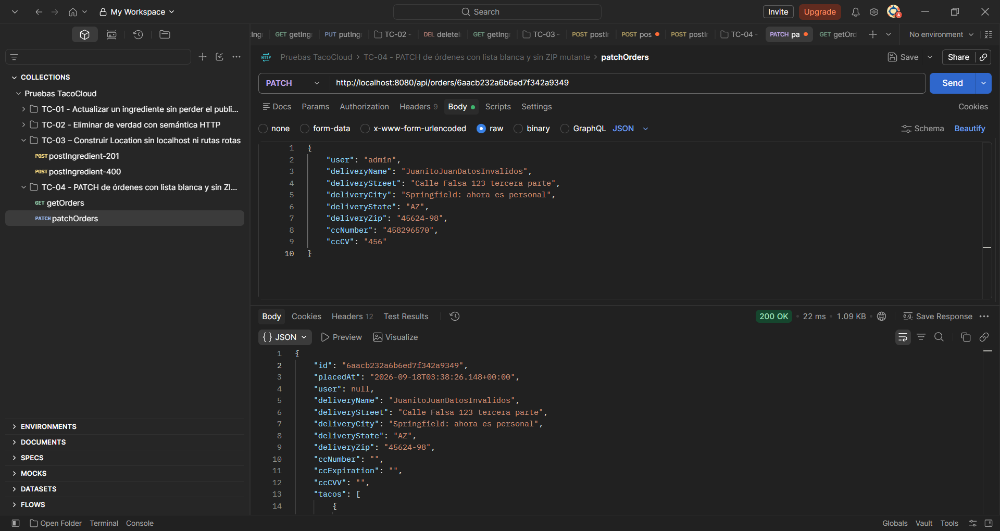 My Workspace
Search
Invite
Upgrade
Ingr
GET getIngr
PUT putIngr
TC-02 -
DEL deleteI
GET getIngr
TC-03 -
POST postIr
POST pos
POST postIr
TC-04 -
PATCH pa
GET getOrd
No environment
Pruebas TacoCloud > TC-04 - PATCH de órdenes con lista blanca y sin ZIP mutante > patchOrders
Save
Share
COLLECTIONS
Pruebas TacoCloud
TC-01 - Actualizar un ingrediente sin perder el publi...
TC-02 - Eliminar de verdad con semántica HTTP
TC-03 – Construir Location sin localhost ni rutas rotas
POST postIngredient-201
POST postIngredient-400
TC-04 - PATCH de órdenes con lista blanca y sin ZI...
GET getOrders
PATCH patchOrders
ENVIRONMENTS
DOCUMENTS
SPECS
MOCKS
DATASETS
FLOWS
HTTP
PATCH
http://localhost:8080/api/orders/6aacb232a6b6ed7f342a9349
Send
Docs
Params
Authorization
Headers 9
Body
Scripts
Settings
Cookies
none
form-data
x-www-form-urlencoded
raw
binary
GraphQL
JSON
Schema
Beautify
1 {
2 "user": "admin",
3 "deliveryName": "JuanitoJuanDatosInvalidos",
4 "deliveryStreet": "Calle Falsa 123 tercera parte",
5 "deliveryCity": "Springfield: ahora es personal",
6 "deliveryState": "AZ",
7 "deliveryZip": "45624-98",
8 "ccNumber": "458296570",
9 "ccCV": "456"
10 }
Body
Cookies
Headers 12
Test Results
200 OK
22 ms
1.09 KB
e.g. Save Response
{} JSON
Preview
Visualize
1 {
2 "id": "6aacb232a6b6ed7f342a9349",
3 "placedAt": "2026-09-18T03:38:26.148+00:00",
4 "user": null,
5 "deliveryName": "JuanitoJuanDatosInvalidos",
6 "deliveryStreet": "Calle Falsa 123 tercera parte",
7 "deliveryCity": "Springfield: ahora es personal",
8 "deliveryState": "AZ",
9 "deliveryZip": "45624-98",
10 "ccNumber": "",
11 "ccExpiration": "",
12 "ccCVV": "",
13 "tacos": [
14 {
Open Folder
Terminal
Console
Globals
Vault
Tools